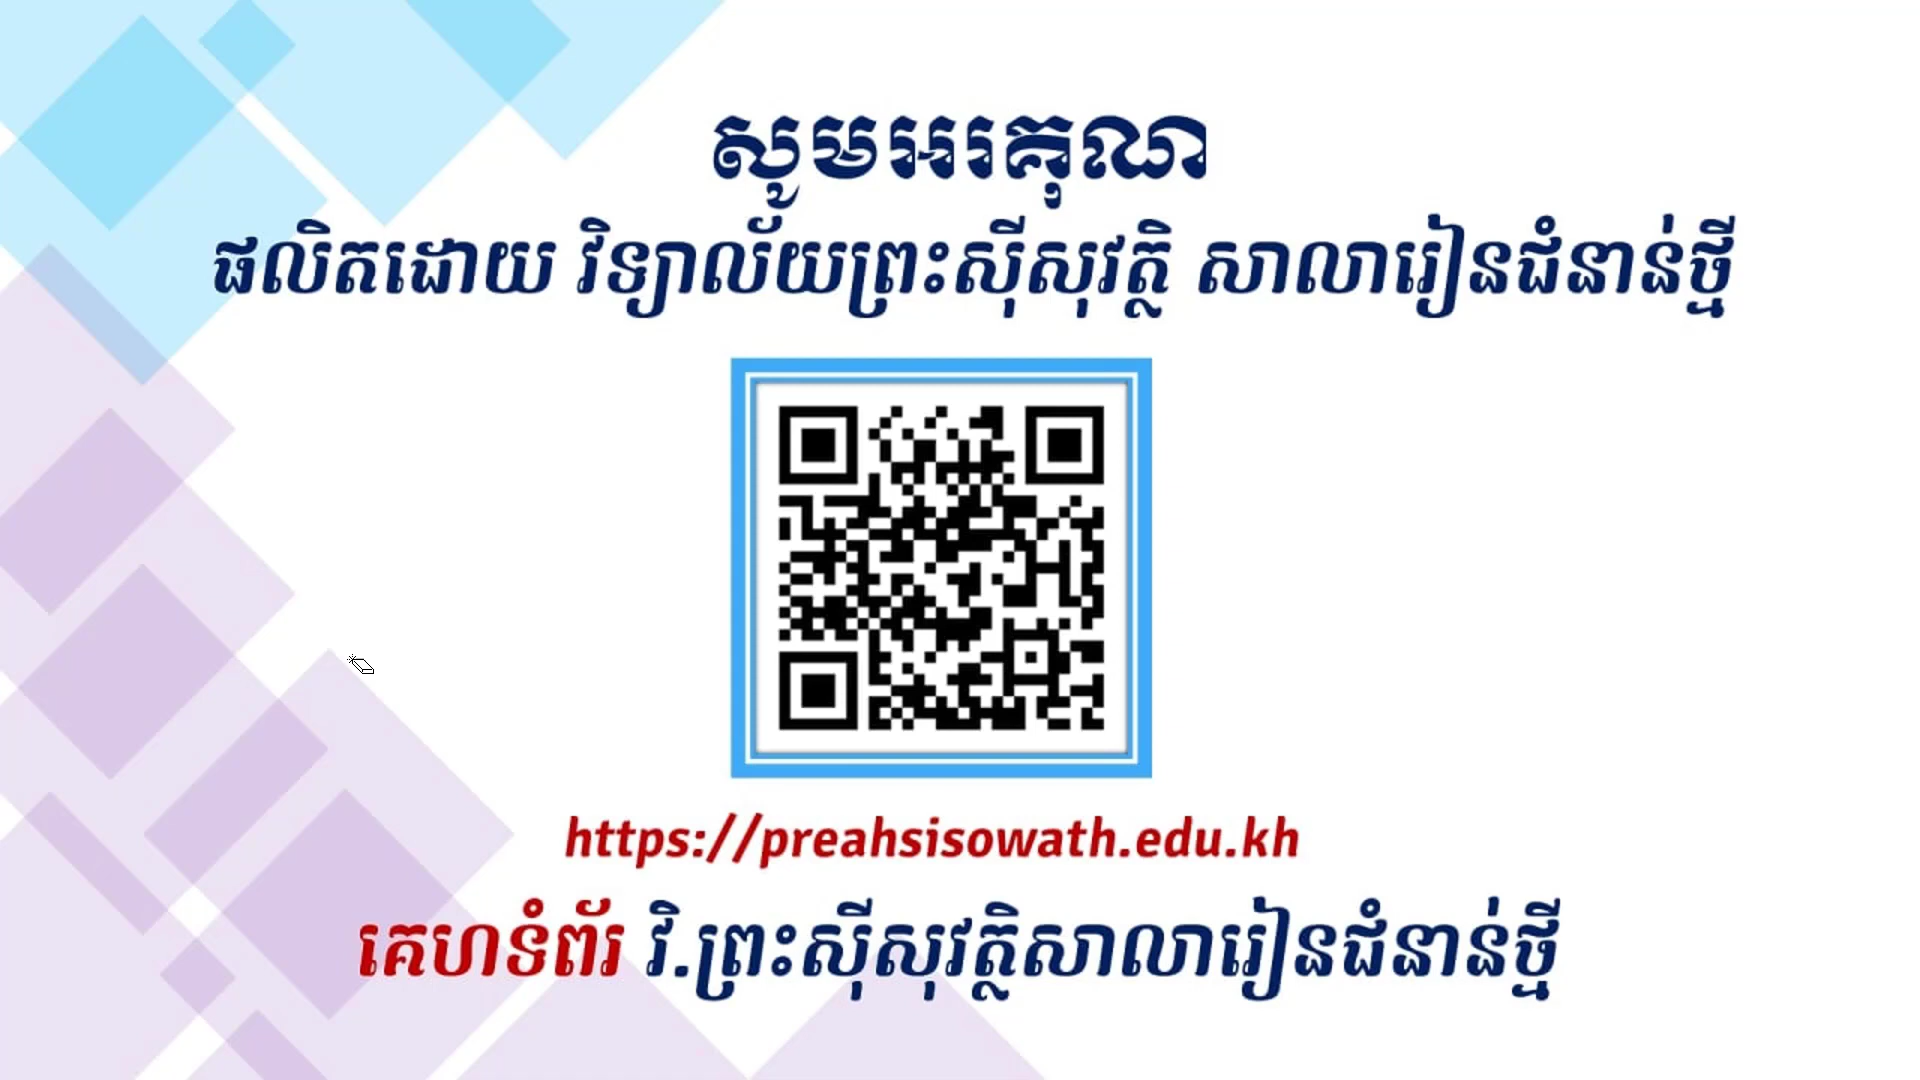 សូមអរគុណ
ផលិតដោយ វិទ្យាល័យព្រះស៊ីសុវត្ថិ សាលារៀនជំនាន់ថ្មី
https://preahsisowath.edu.kh
គេហទំព័រ វិ.ព្រះស៊ីសុវត្ថិសាលារៀនជំនាន់ថ្មី